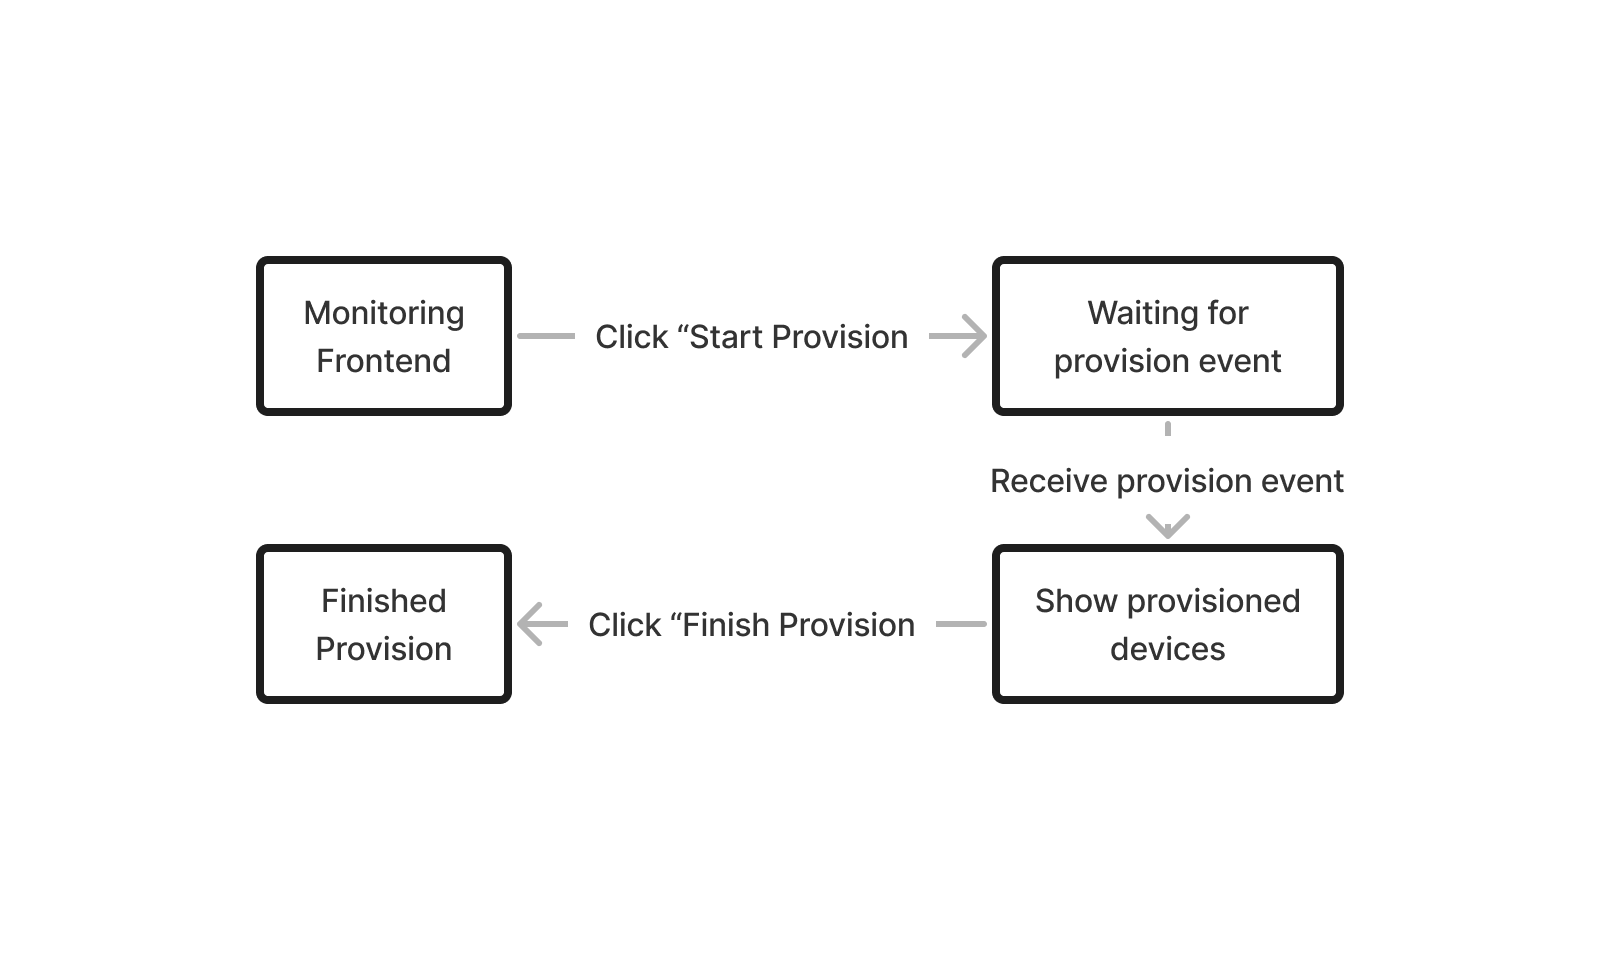 Monitoring
Frontend
Click “Start Provision
Waiting for
provision event
Receive provision event
Show provisioned
devices
Click “Finish Provision
Finished
Provision